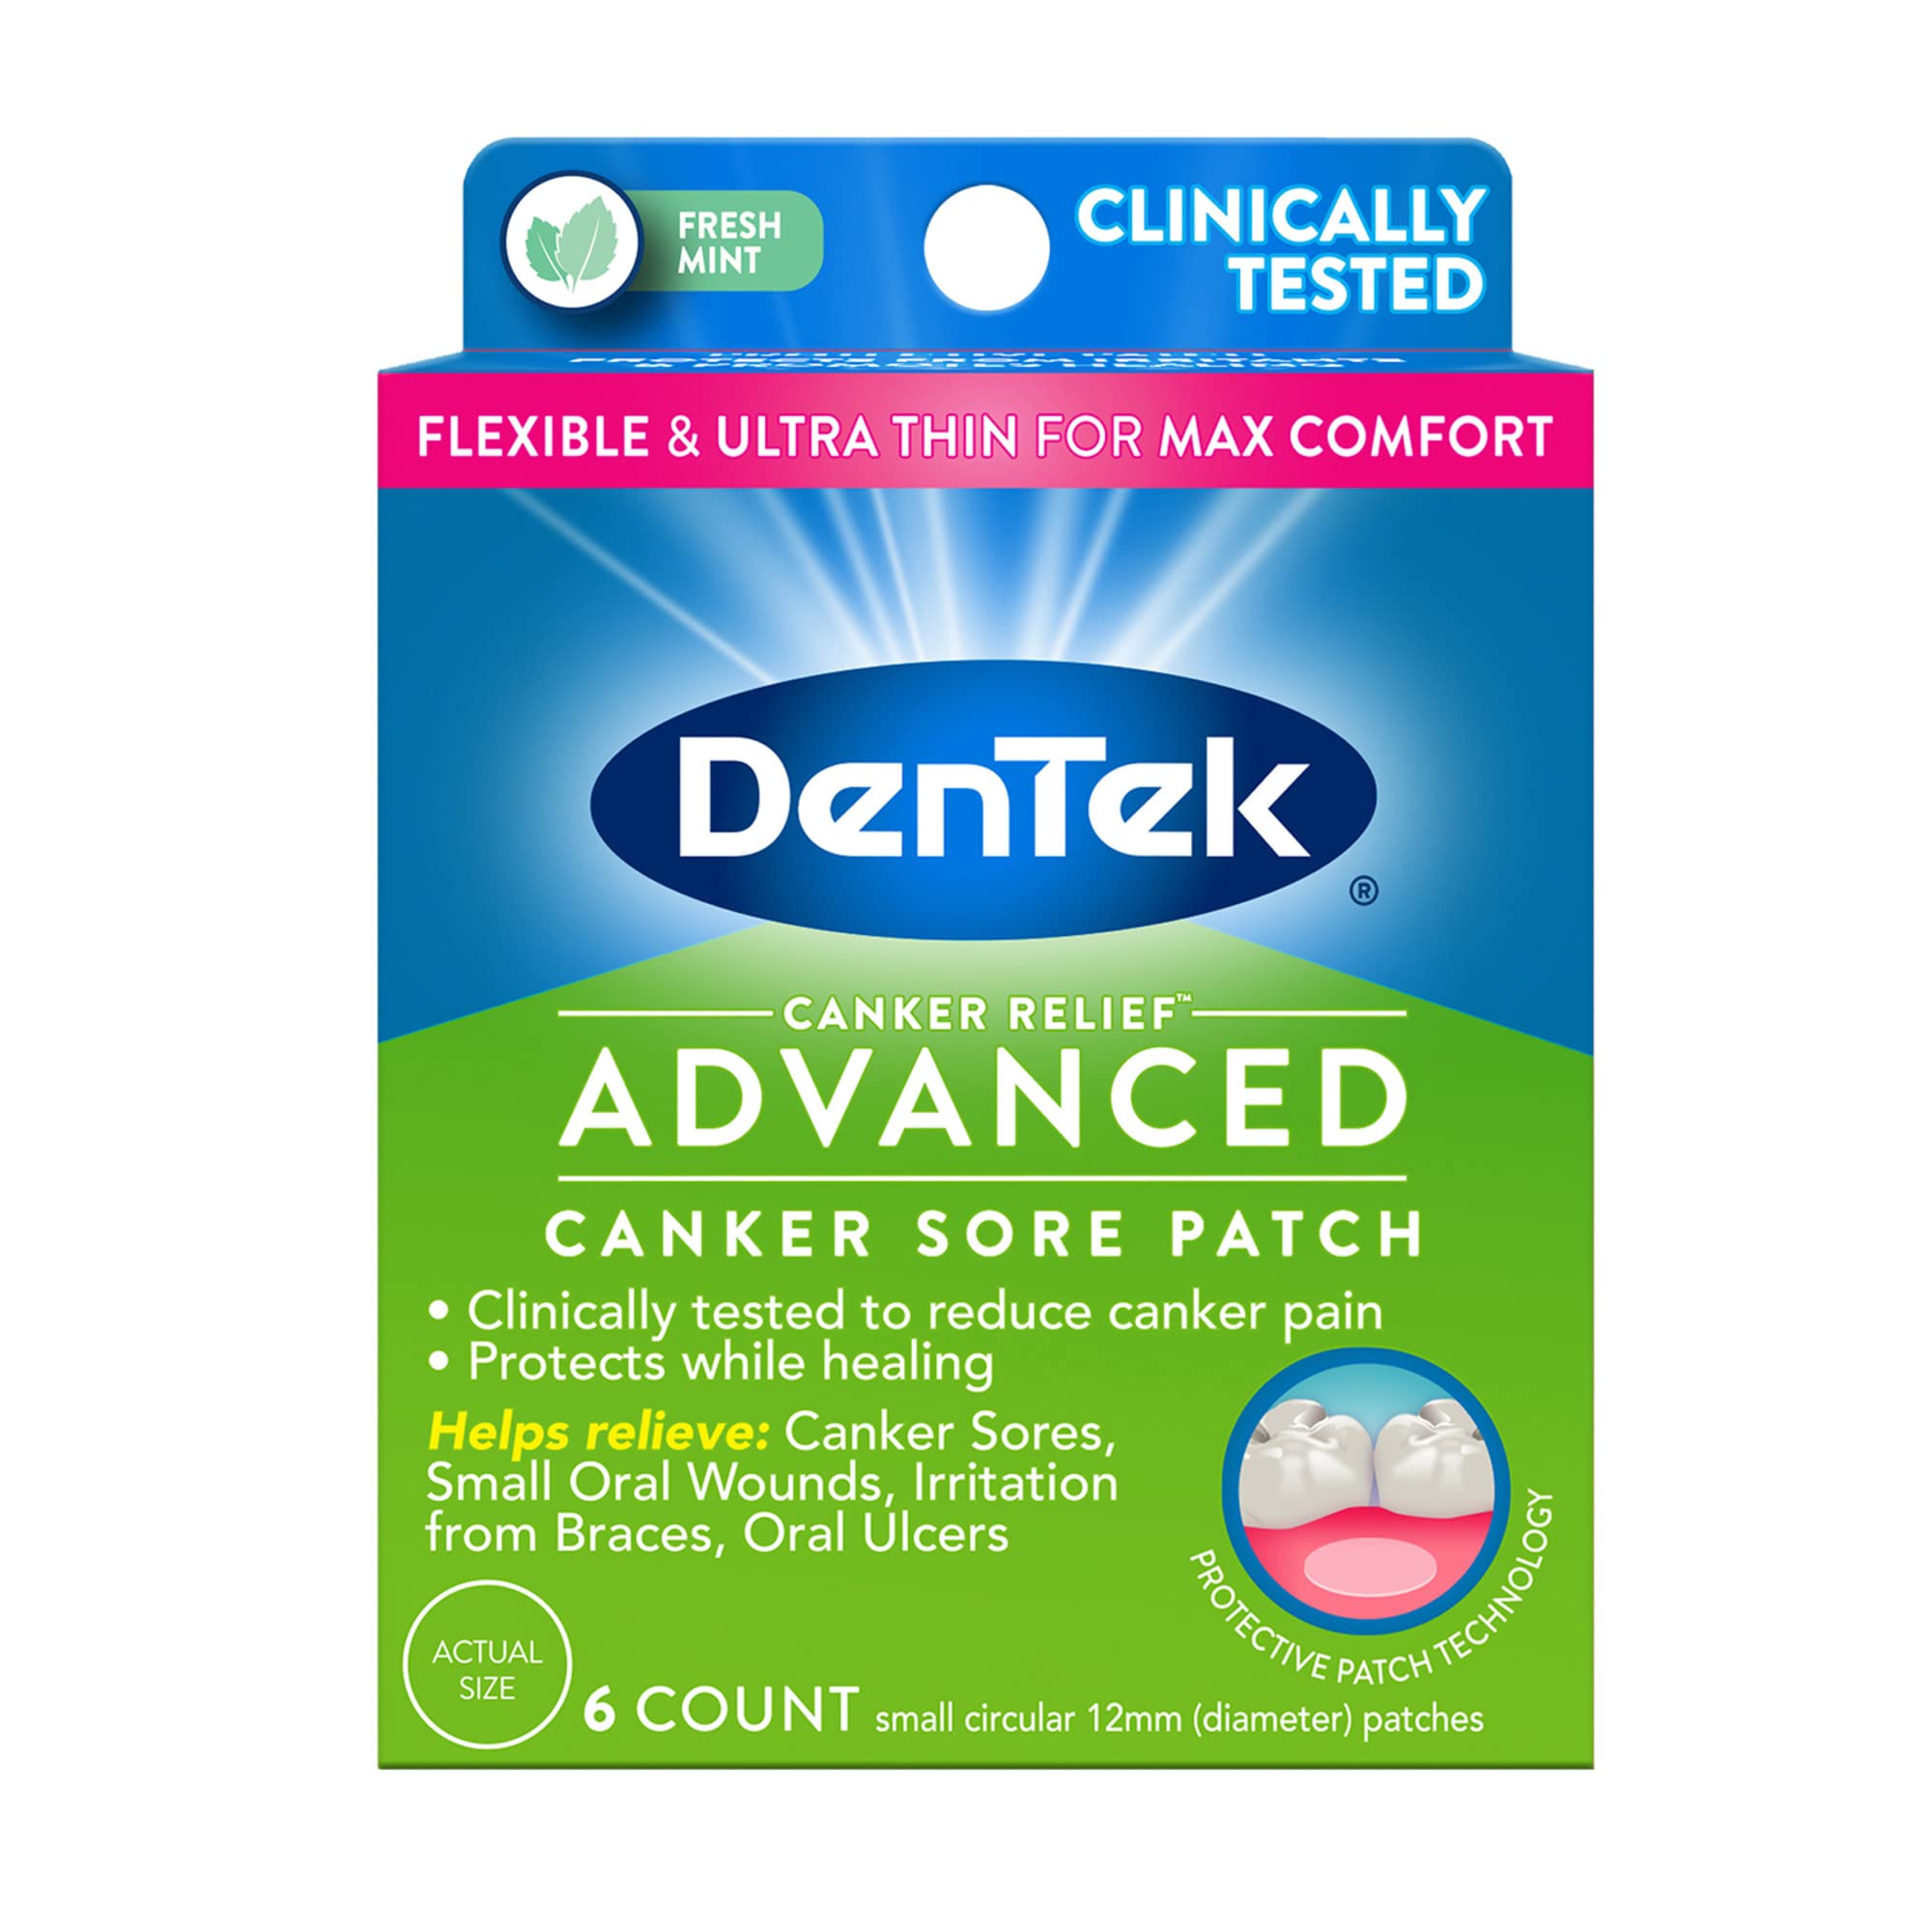 FRESH
MINT
CLINICALLY
TESTED
& PROMOTES HEALING
FLEXIBLE & ULTRA THIN FOR MAX COMFORT
DenTek®
CANKER RELIEF™
ADVANCED
CANKER SORE PATCH
• Clinically tested to reduce canker pain
• Protects while healing
Helps relieve: Canker Sores,
Small Oral Wounds, Irritation
from Braces, Oral Ulcers
PROTECTIVE PATCH TECHNOLOGY
ACTUAL
SIZE
6 COUNT small circular 12mm (diameter) patches